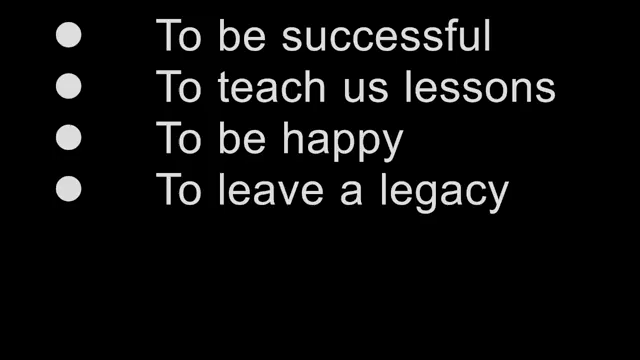 ● To be successful
● To teach us lessons
● To be happy
● To leave a legacy